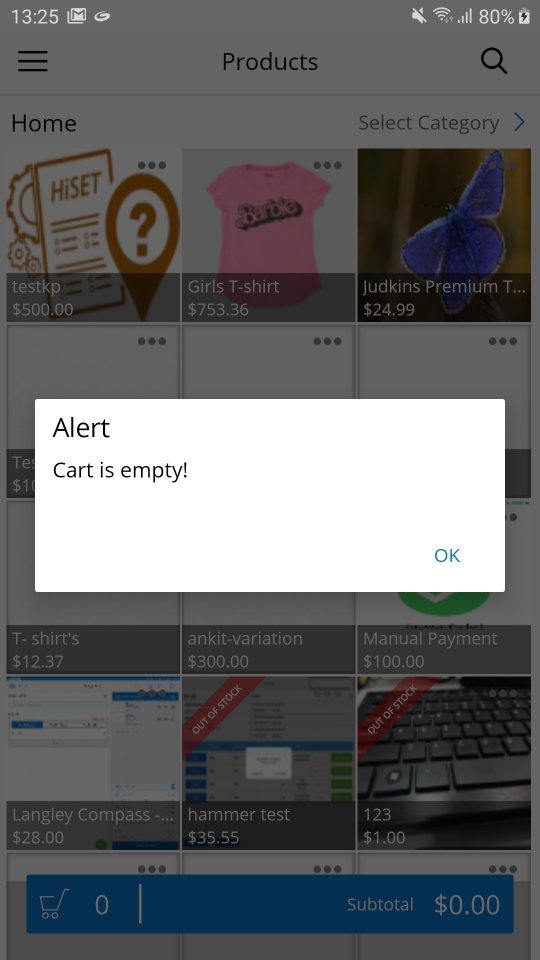 13:25
80%
Products
Home
Select Category
HiSET
?
Barbie
testkp
$500.00
Girls T-shirt
$753.36
Judkins Premium T...
$24.99
Alert
Cart is empty!
OK
T- shirt's
$12.37
ankit-variation
$300.00
Manual Payment
$100.00
OUT OF STOCK
OUT OF STOCK
Langley Compass -...
$28.00
hammer test
$35.55
123
$1.00
0
Subtotal
$0.00